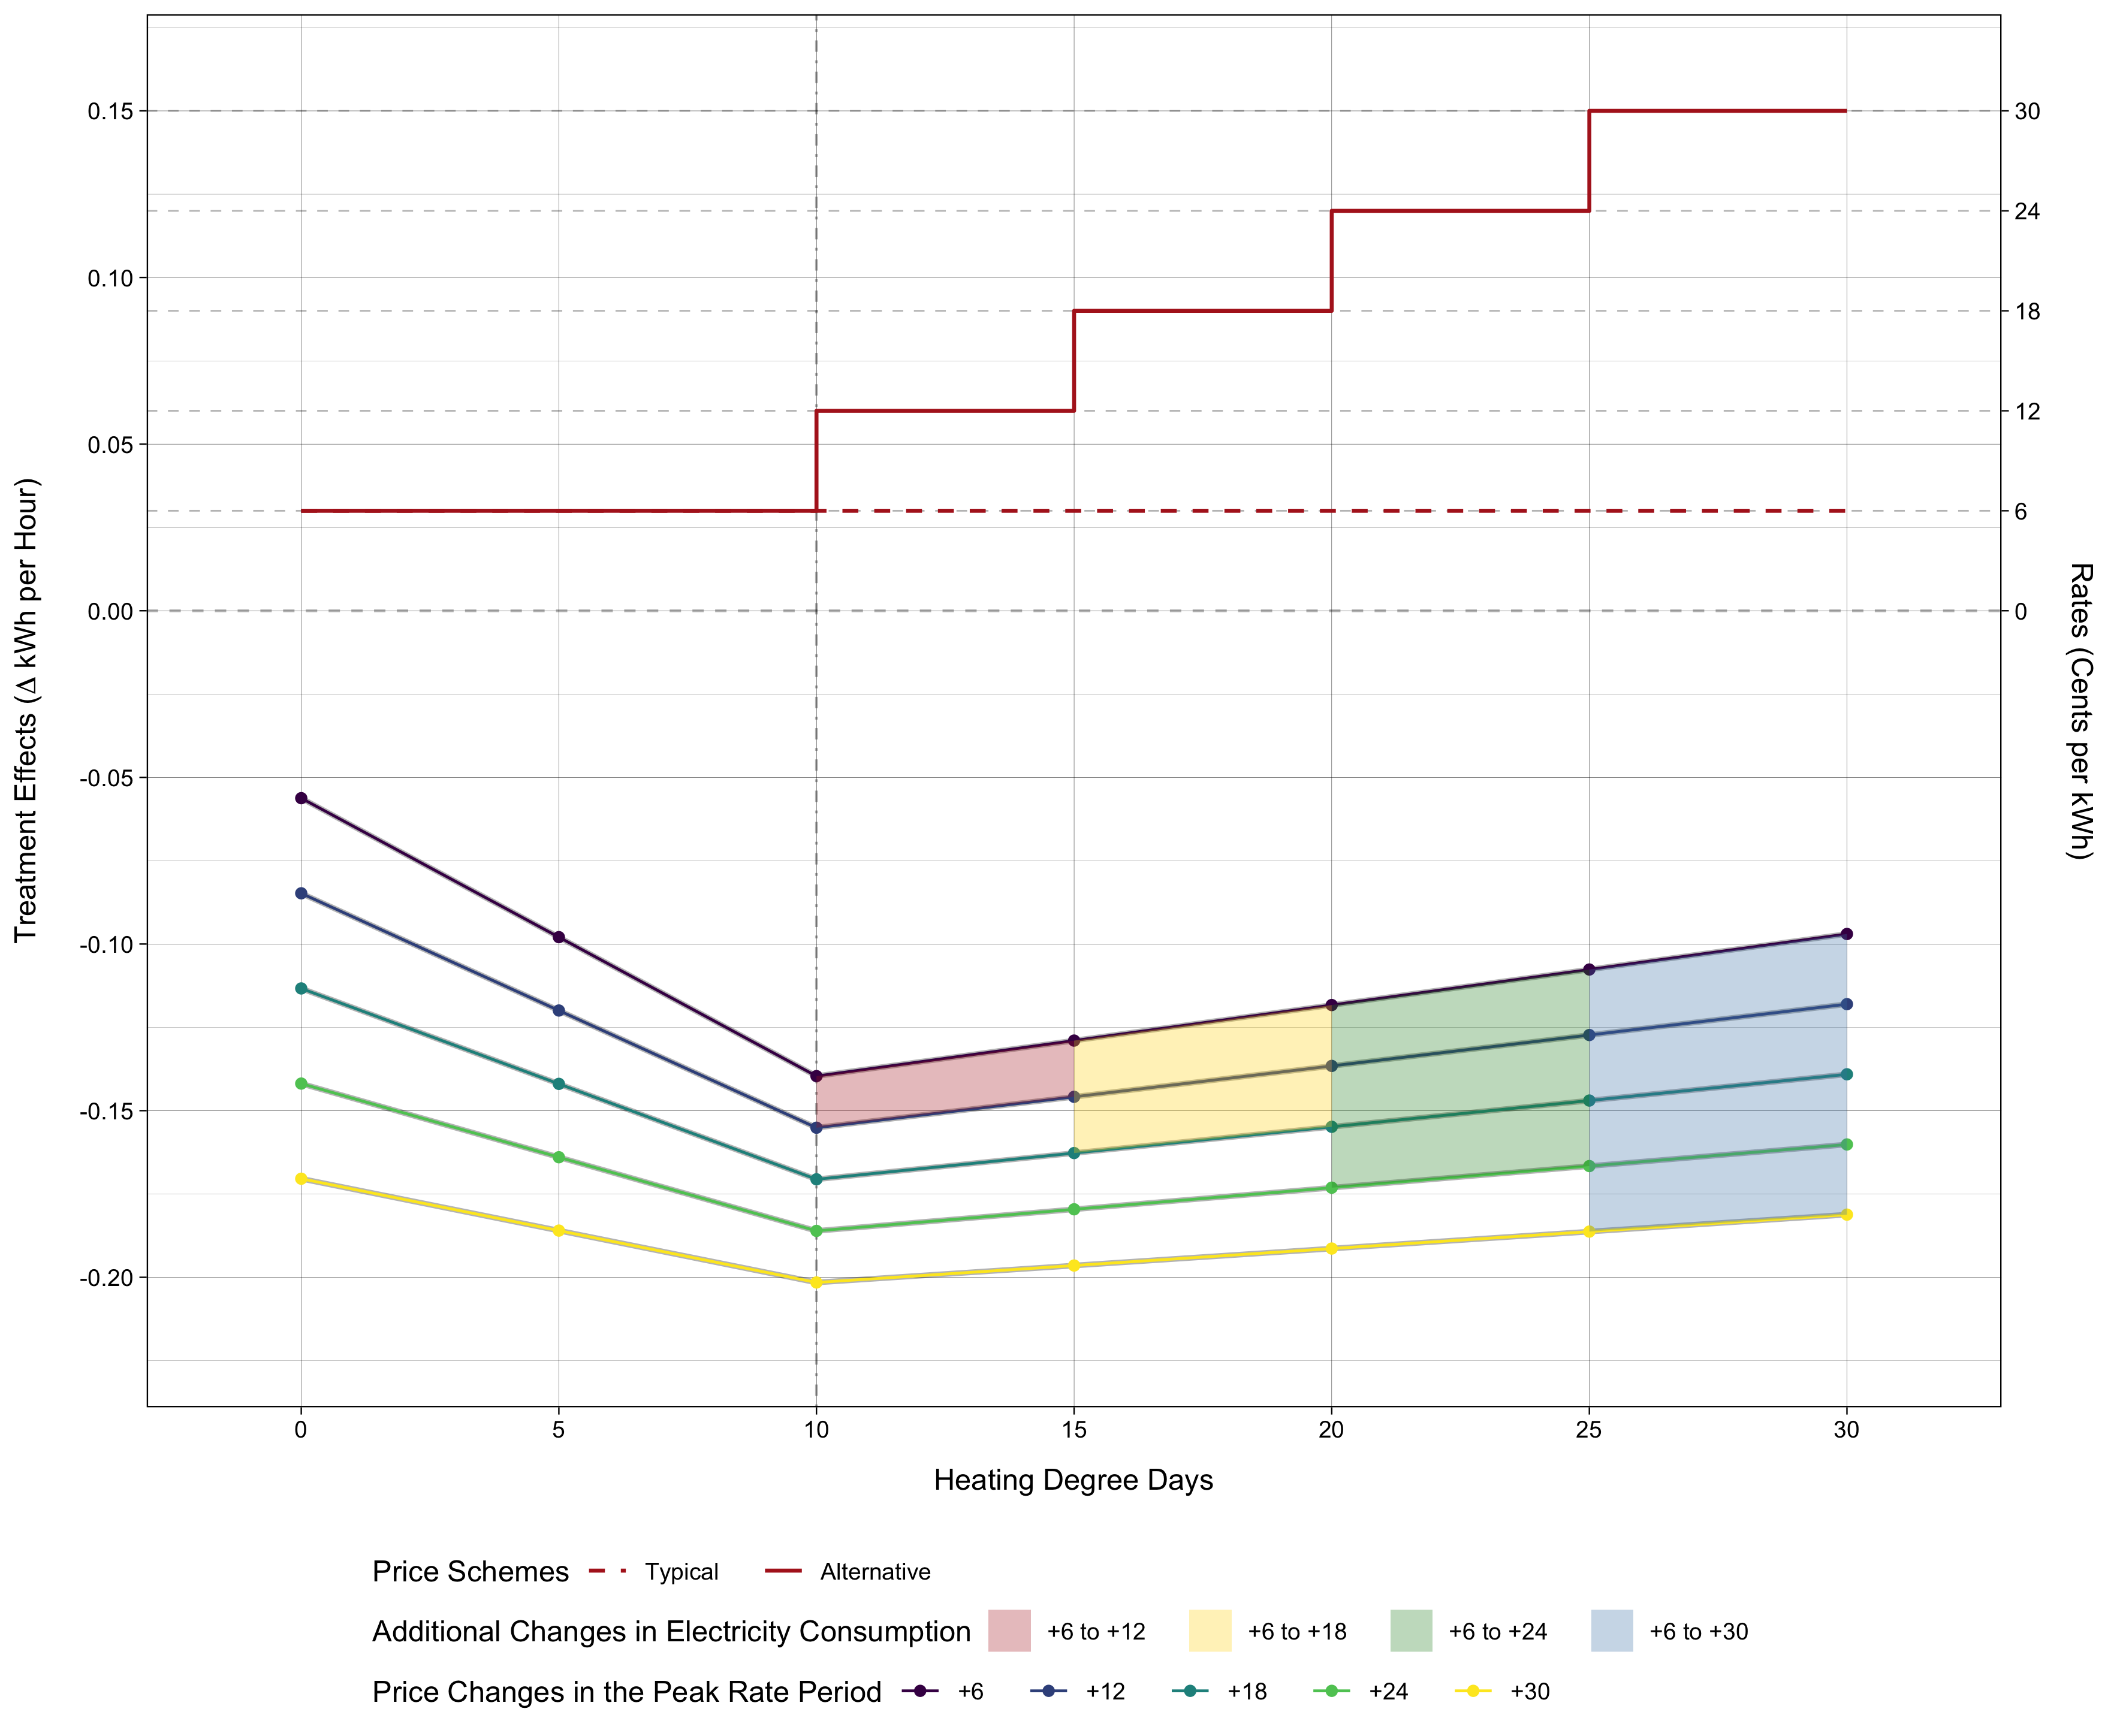 Treatment Effects (Δ kWh per Hour)
0.15
0.10
0.05
0.00
-0.05
-0.10
-0.15
-0.20
30
24
18
12
6
0
Rates (Cents per kWh)
0 5 10 15 20 25 30
Heating Degree Days
Price Schemes Typical Alternative
Additional Changes in Electricity Consumption +6 to +12 +6 to +18 +6 to +24 +6 to +30
Price Changes in the Peak Rate Period +6 +12 +18 +24 +30